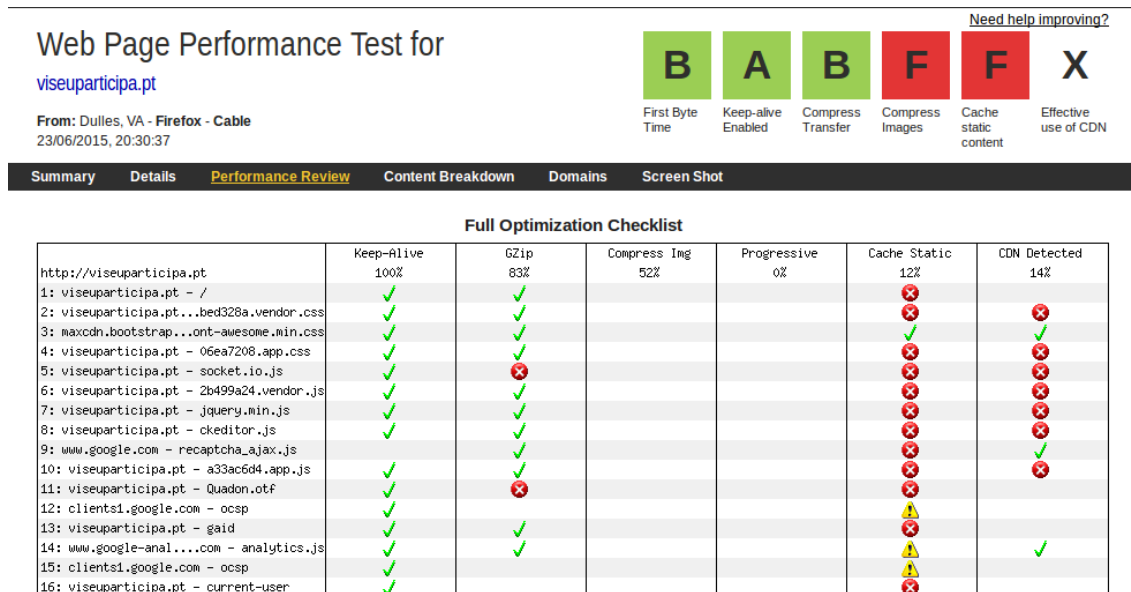 Need help improving?
Web Page Performance Test for
viseuparticipa.pt
From: Dulles, VA - Firefox - Cable
23/06/2015, 20:30:37
B A B F F X
First Byte Time
Keep-alive Enabled
Compress Transfer
Compress Images
Cache static content
Effective use of CDN
Summary Details Performance Review Content Breakdown Domains Screen Shot
Full Optimization Checklist
Keep-Alive GZip Compress Img Progressive Cache Static CDN Detected
http://viseuparticipa.pt 100% 83% 52% 0% 12% 14%
1: viseuparticipa.pt - /
2: viseuparticipa.pt...bed328a.vendor.css
3: maxcdn.bootstrap...ont-awesome.min.css
4: viseuparticipa.pt - 06ea7208.app.css
5: viseuparticipa.pt - socket.io.js
6: viseuparticipa.pt - 2b499a24.vendor.js
7: viseuparticipa.pt - jquery.min.js
8: viseuparticipa.pt - ckeditor.js
9: www.google.com - recaptcha_ajax.js
10: viseuparticipa.pt - a33ac6d4.app.js
11: viseuparticipa.pt - Quadon.otf
12: clients1.google.com - ocsp
13: viseuparticipa.pt - gaid
14: www.google-anal....com - analytics.js
15: clients1.google.com - ocsp
16: viseuparticipa.pt - current-user